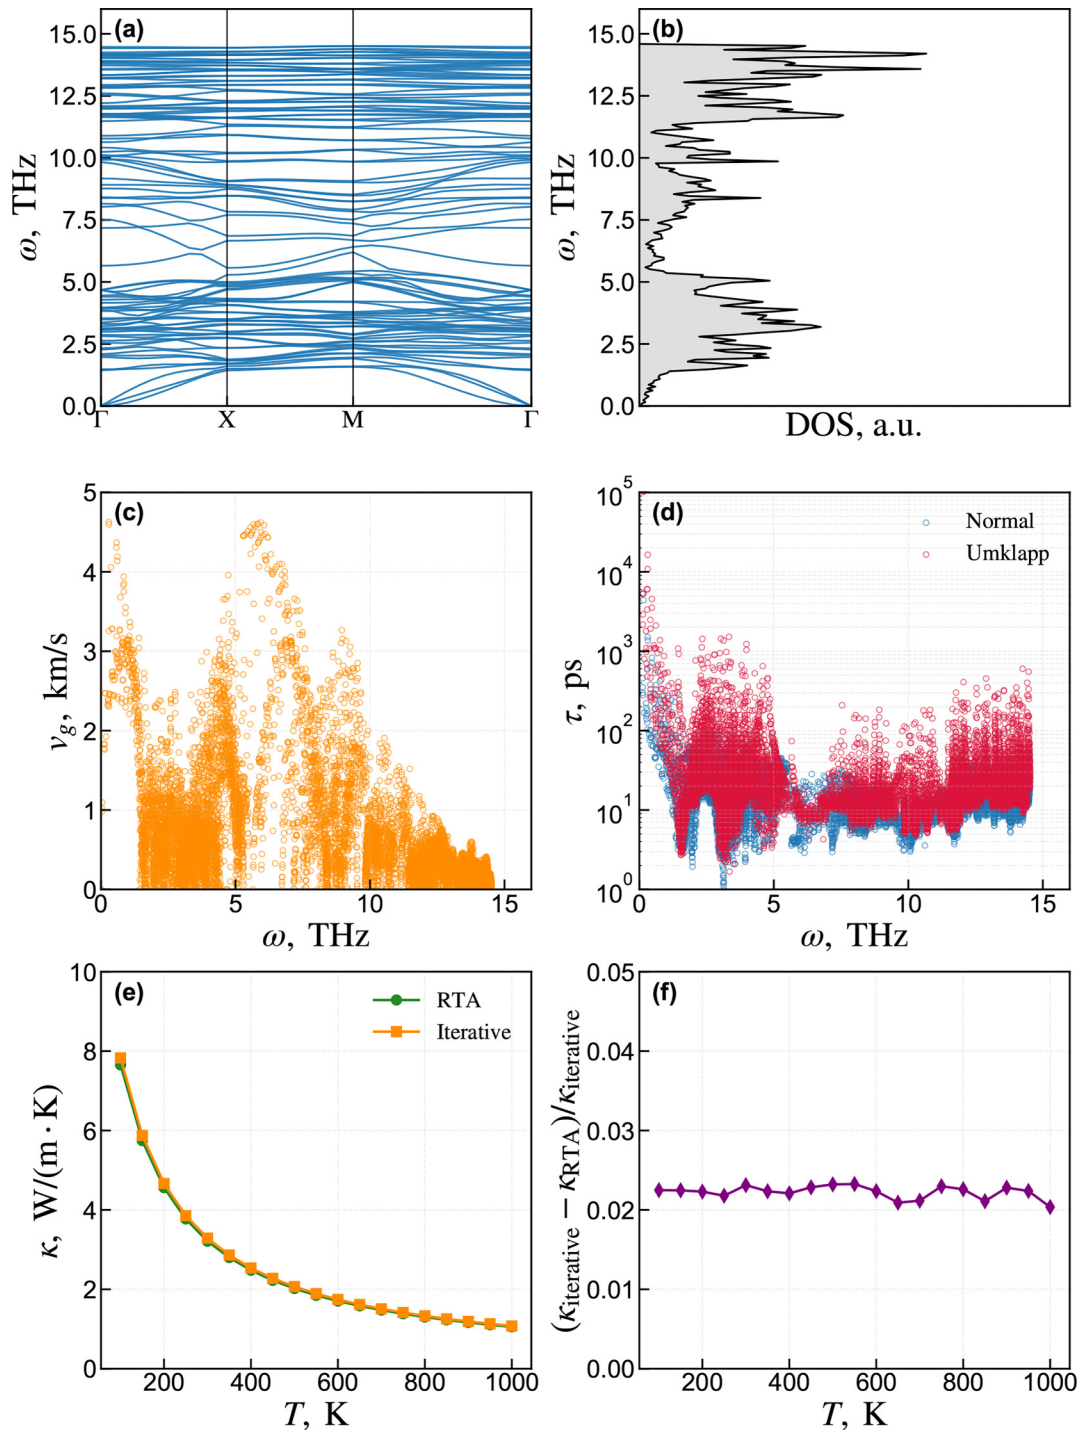 (a)
15.0
12.5
10.0
7.5
5.0
2.5
0.0
ω, THz
Γ X M Γ
(b)
15.0
12.5
10.0
7.5
5.0
2.5
0.0
ω, THz
DOS, a.u.
(c)
5
4
3
2
1
0
v_g, km/s
0 5 10 15
ω, THz
(d)
Normal
Umklapp
10^5
10^4
10^3
10^2
10^1
10^0
τ, ps
0 5 10 15
ω, THz
(e)
RTA
Iterative
10
8
6
4
2
0
κ, W/(m · K)
200 400 600 800 1000
T, K
(f)
0.05
0.04
0.03
0.02
0.01
0.00
(κ_iterative − κ_RTA)/κ_iterative
200 400 600 800 1000
T, K